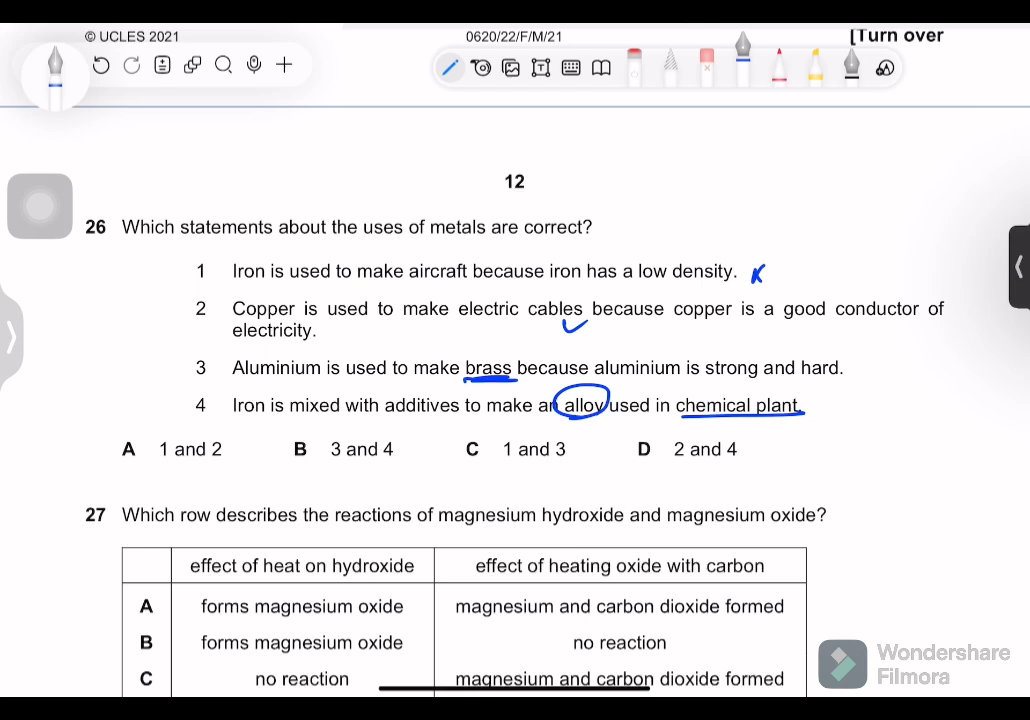 © UCLES 2021 0620/22/F/M/21 [Turn over
12
26 Which statements about the uses of metals are correct?
1 Iron is used to make aircraft because iron has a low density.
2 Copper is used to make electric cables because copper is a good conductor of
electricity.
3 Aluminium is used to make brass because aluminium is strong and hard.
4 Iron is mixed with additives to make an alloy used in chemical plant.
A 1 and 2 B 3 and 4 C 1 and 3 D 2 and 4
27 Which row describes the reactions of magnesium hydroxide and magnesium oxide?
effect of heat on hydroxide effect of heating oxide with carbon
A forms magnesium oxide magnesium and carbon dioxide formed
B forms magnesium oxide no reaction
C no reaction magnesium and carbon dioxide formed
Wondershare
Filmora